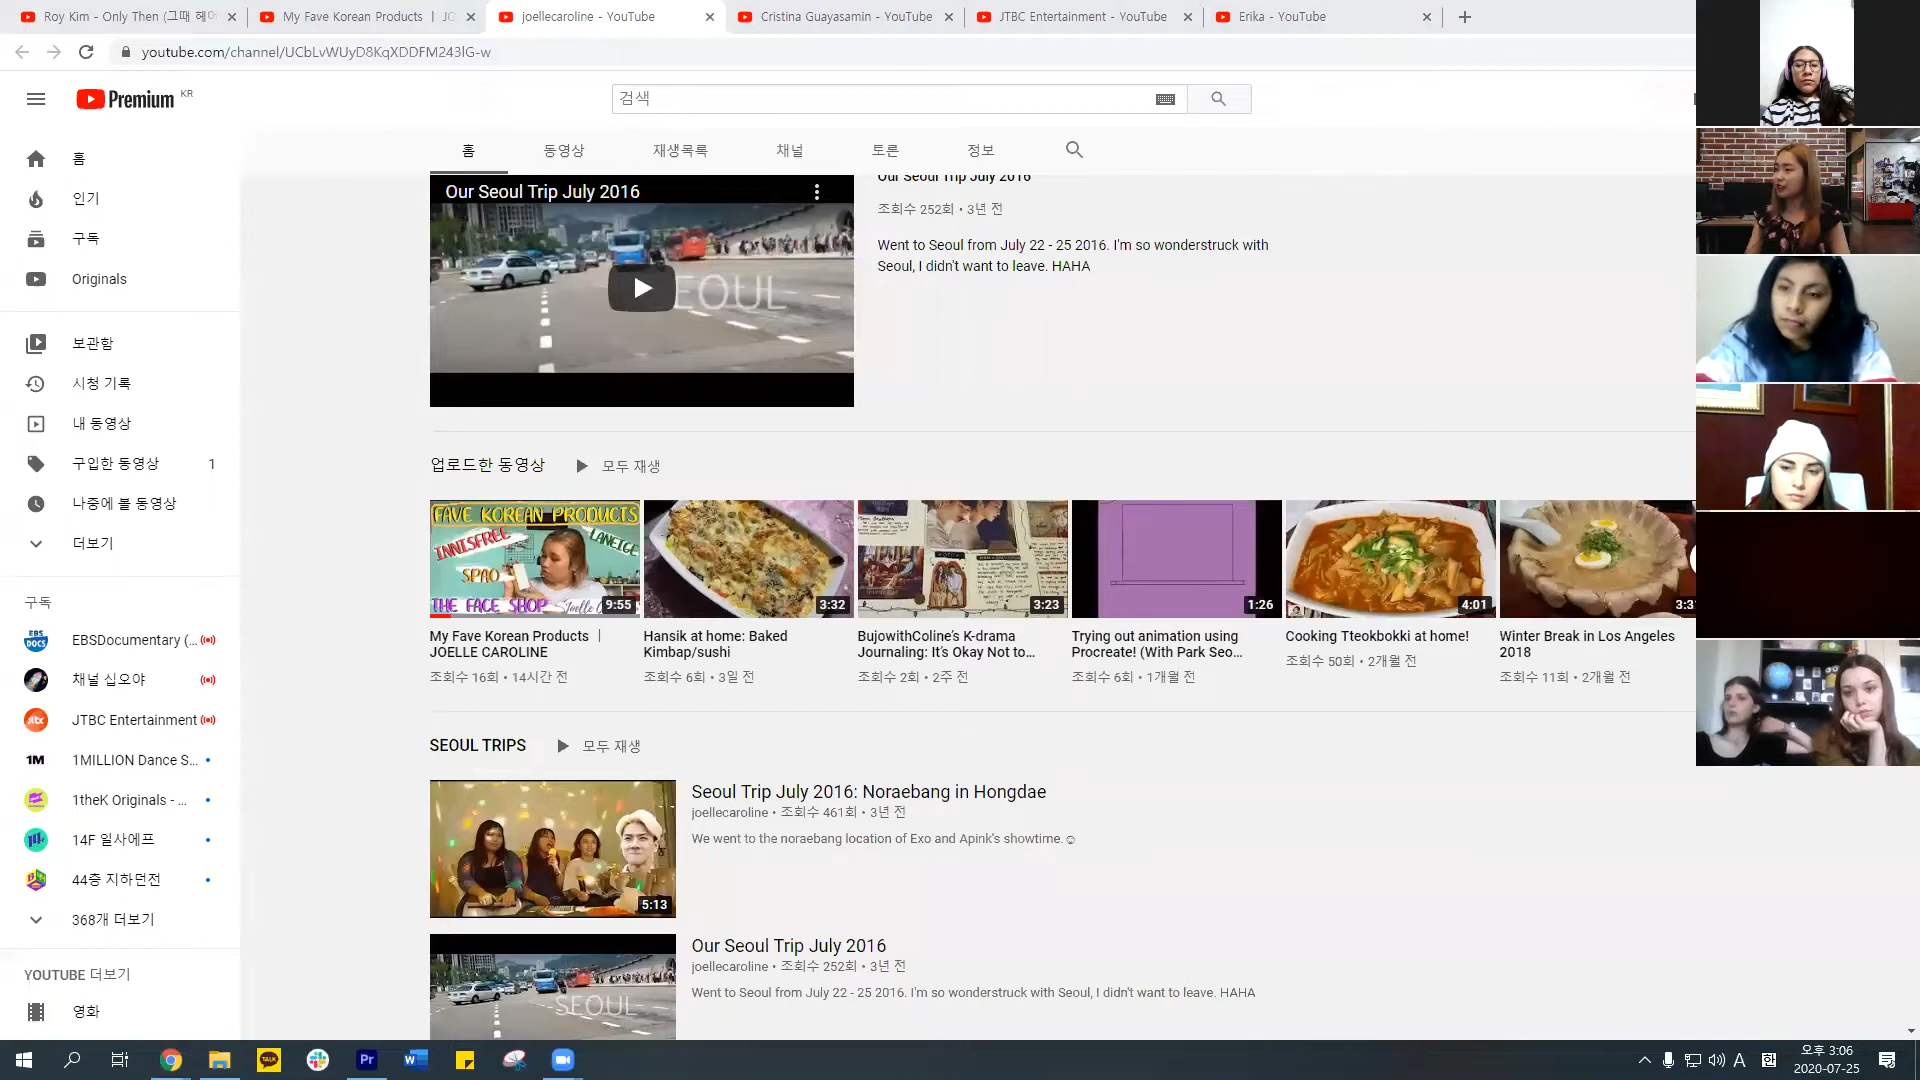 Roy Kim - Only Then (그때 헤어
My Fave Korean Products ㅣ JO
joellecaroline - YouTube
Cristina Guayasamin - YouTube
JTBC Entertainment - YouTube
Erika - YouTube
youtube.com/channel/UCbLvWUyD8KqXDDFM243lG-w
Premium KR
검색
홈
동영상
재생목록
채널
토론
정보
홈
인기
구독
Originals
보관함
시청 기록
내 동영상
구입한 동영상 1
나중에 볼 동영상
더보기
구독
EBSDocumentary (...
채널 십오야
JTBC Entertainment
1MILLION Dance S...
1theK Originals - ...
14F 일사에프
44층 지하던전
368개 더보기
YOUTUBE 더보기
영화
Our Seoul Trip July 2016
SEOUL
Our Seoul Trip July 2016
조회수 252회 • 3년 전
Went to Seoul from July 22 - 25 2016. I'm so wonderstruck with
Seoul, I didn't want to leave. HAHA
업로드한 동영상
모두 재생
FAVE KOREAN PRODUCTS
INNISFREE
LANEIGE
SPAO
THE FACE SHOP
9:55
3:32
3:23
1:26
4:01
My Fave Korean Products ㅣ
JOELLE CAROLINE
조회수 16회 • 14시간 전
Hansik at home: Baked
Kimbap/sushi
조회수 6회 • 3일 전
BujowithColine's K-drama
Journaling: It's Okay Not to...
조회수 2회 • 2주 전
Trying out animation using
Procreate! (With Park Seo...
조회수 6회 • 1개월 전
Cooking Tteokbokki at home!
조회수 50회 • 2개월 전
Winter Break in Los Angeles
2018
조회수 11회 • 2개월 전
SEOUL TRIPS
모두 재생
5:13
Seoul Trip July 2016: Noraebang in Hongdae
joellecaroline • 조회수 461회 • 3년 전
We went to the noraebang location of Exo and Apink's showtime.☺
SEOUL
Our Seoul Trip July 2016
joellecaroline • 조회수 252회 • 3년 전
Went to Seoul from July 22 - 25 2016. I'm so wonderstruck with Seoul, I didn't want to leave. HAHA
A
오후 3:06
2020-07-25